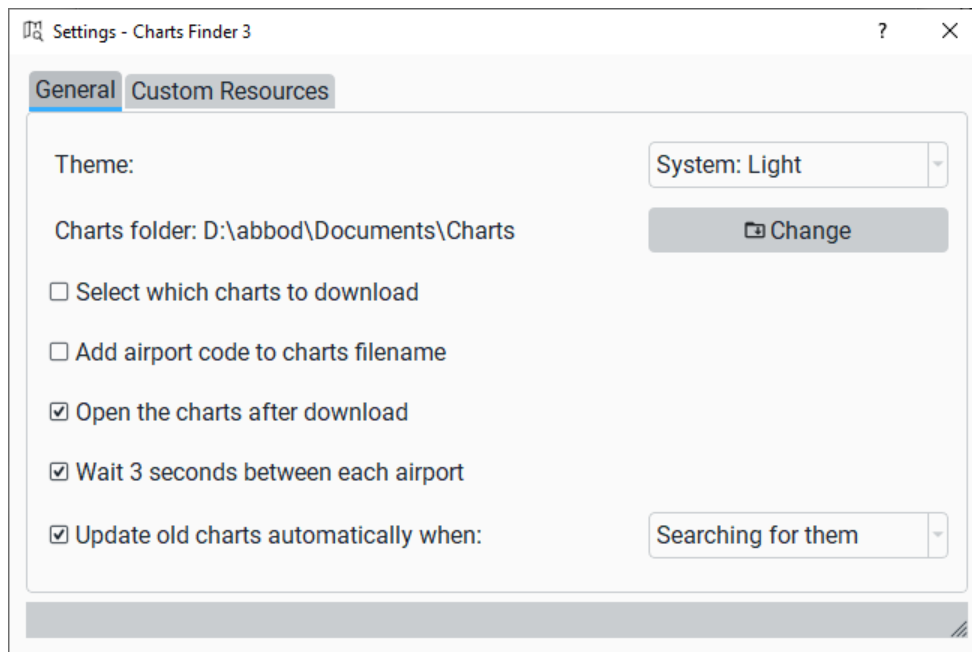 Settings - Charts Finder 3
General Custom Resources
Theme: System: Light
Charts folder: D:\abbod\Documents\Charts Change
Select which charts to download
Add airport code to charts filename
Open the charts after download
Wait 3 seconds between each airport
Update old charts automatically when: Searching for them